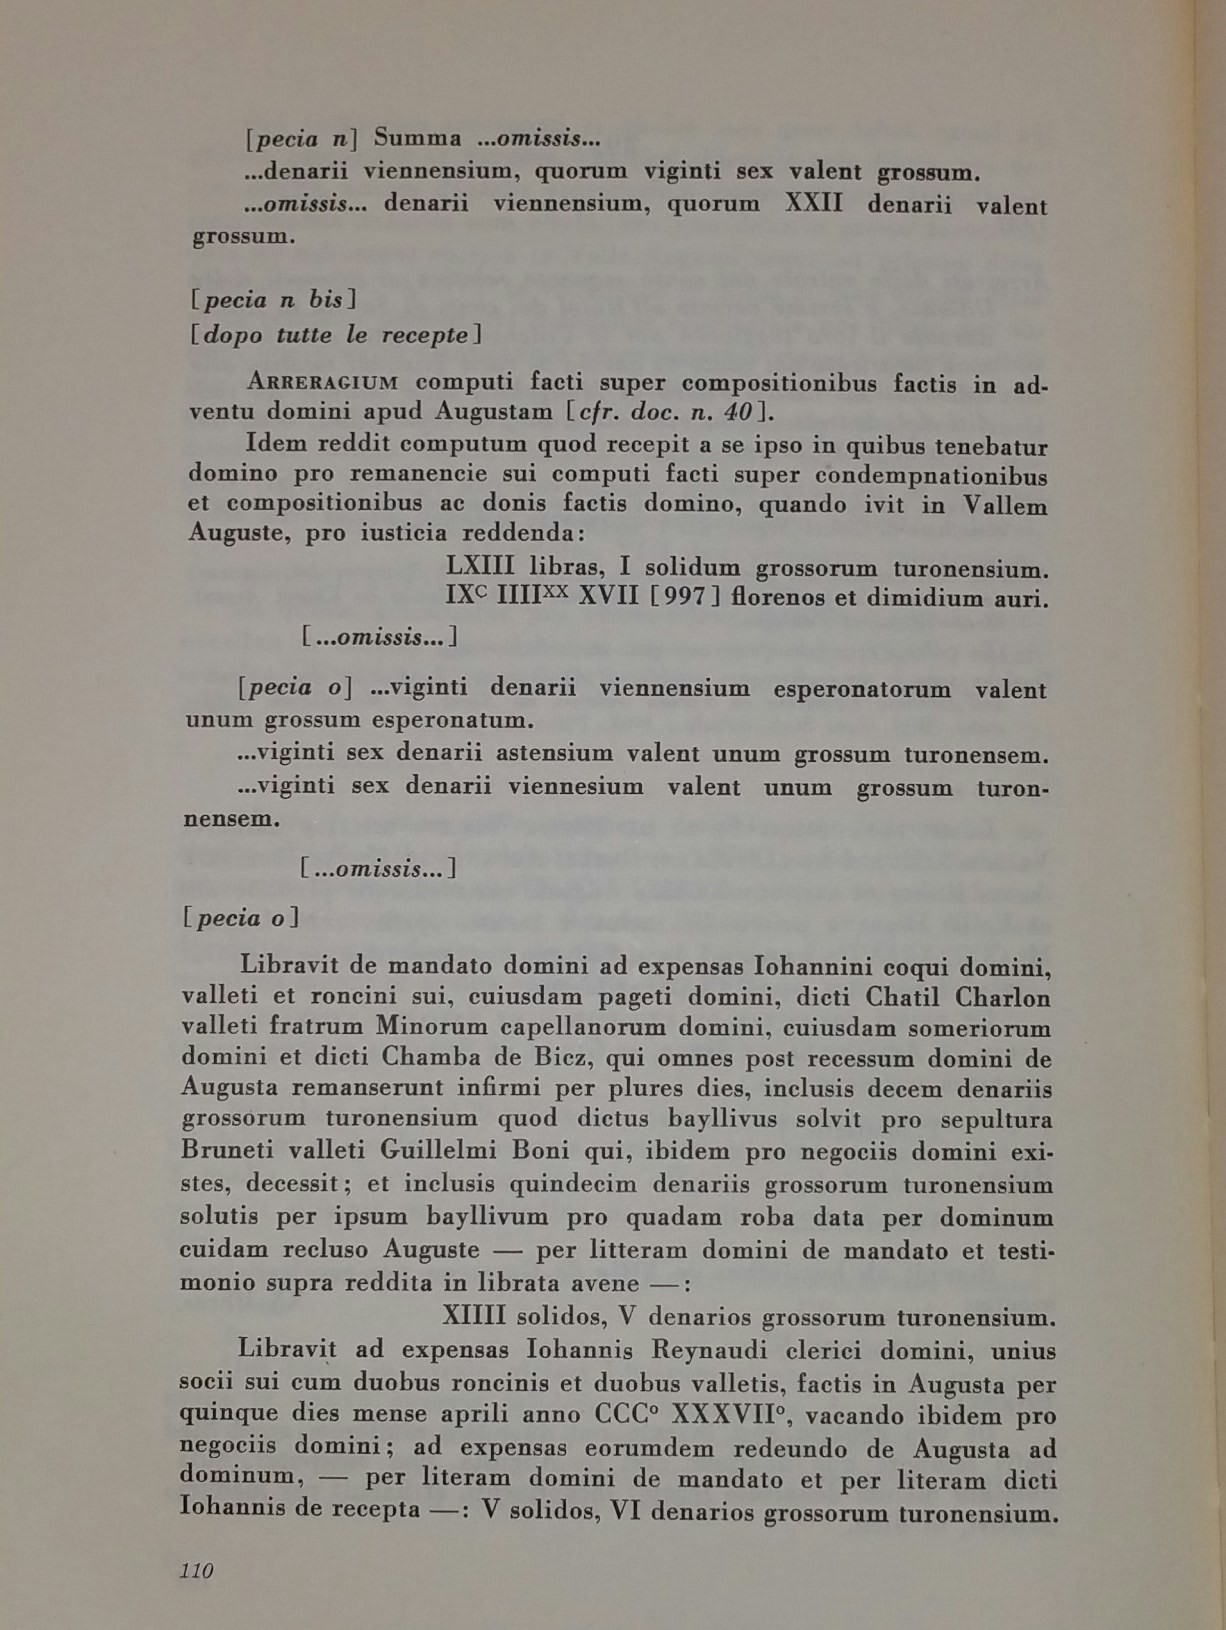 [pecia n] Summa ...omissis...
...denarii viennensium, quorum viginti sex valent grossum.
...omissis... denarii viennensium, quorum XXII denarii valent
grossum.
[pecia n bis]
[dopo tutte le recepte]
ARRERAGIUM computi facti super compositionibus factis in ad-
ventu domini apud Augustam [cfr. doc. n. 40].
Idem reddit computum quod recepit a se ipso in quibus tenebatur
domino pro remanencie sui computi facti super condempnationibus
et compositionibus ac donis factis domino, quando ivit in Vallem
Auguste, pro iusticia reddenda:
LXIII libras, I solidum grossorum turonensium.
IXC IIIIXX XVII [997] florenos et dimidium auri.
[...omissis...]
[pecia o] ...viginti denarii viennensium esperonatorum valent
unum grossum esperonatum.
...viginti sex denarii astensium valent unum grossum turonensem.
...viginti sex denarii viennesium valent unum grossum turon-
nensem.
[...omissis...]
[pecia o]
Libravit de mandato domini ad expensas Iohannini coqui domini,
valleti et roncini sui, cuiusdam pageti domini, dicti Chatil Charlon
valleti fratrum Minorum capellanorum domini, cuiusdam someriorum
domini et dicti Chamba de Bicz, qui omnes post recessum domini de
Augusta remanserunt infirmi per plures dies, inclusis decem denariis
grossorum turonensium quod dictus bayllivus solvit pro sepultura
Bruneti valleti Guillelmi Boni qui, ibidem pro negociis domini exi-
stes, decessit; et inclusis quindecim denariis grossorum turonensium
solutis per ipsum bayllivum pro quadam roba data per dominum
cuidam recluso Auguste — per litteram domini de mandato et testi-
monio supra reddita in librata avene —:
XIIII solidos, V denarios grossorum turonensium.
Libravit ad expensas Iohannis Reynaudi clerici domini, unius
socii sui cum duobus roncinis et duobus valletis, factis in Augusta per
quinque dies mense aprili anno CCCº XXXVIIº, vacando ibidem pro
negociis domini; ad expensas eorumdem redeundo de Augusta ad
dominum, — per literam domini de mandato et per literam dicti
Iohannis de recepta —: V solidos, VI denarios grossorum turonensium.
110